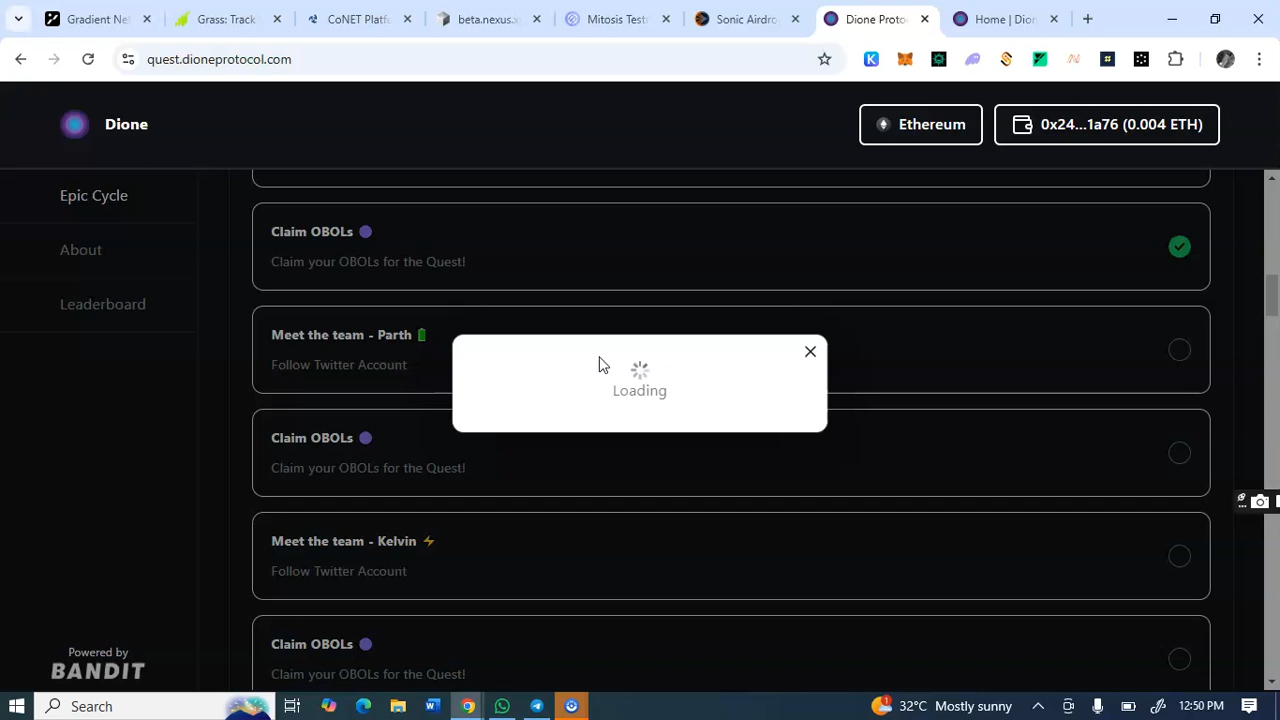 Gradient Ne
Grass: Track
CoNET Platf
beta.nexus.x
Mitosis Test
Sonic Airdro
Dione Proto
Home | Dion
quest.dioneprotocol.com
Dione
Ethereum
0x24...1a76 (0.004 ETH)
Epic Cycle
About
Leaderboard
Claim OBOLs
Claim your OBOLs for the Quest!
Meet the team - Parth
Follow Twitter Account
Loading
Claim OBOLs
Claim your OBOLs for the Quest!
Meet the team - Kelvin
Follow Twitter Account
Claim OBOLs
Claim your OBOLs for the Quest!
Powered by
BANDIT
Search
1
32°C Mostly sunny
12:50 PM